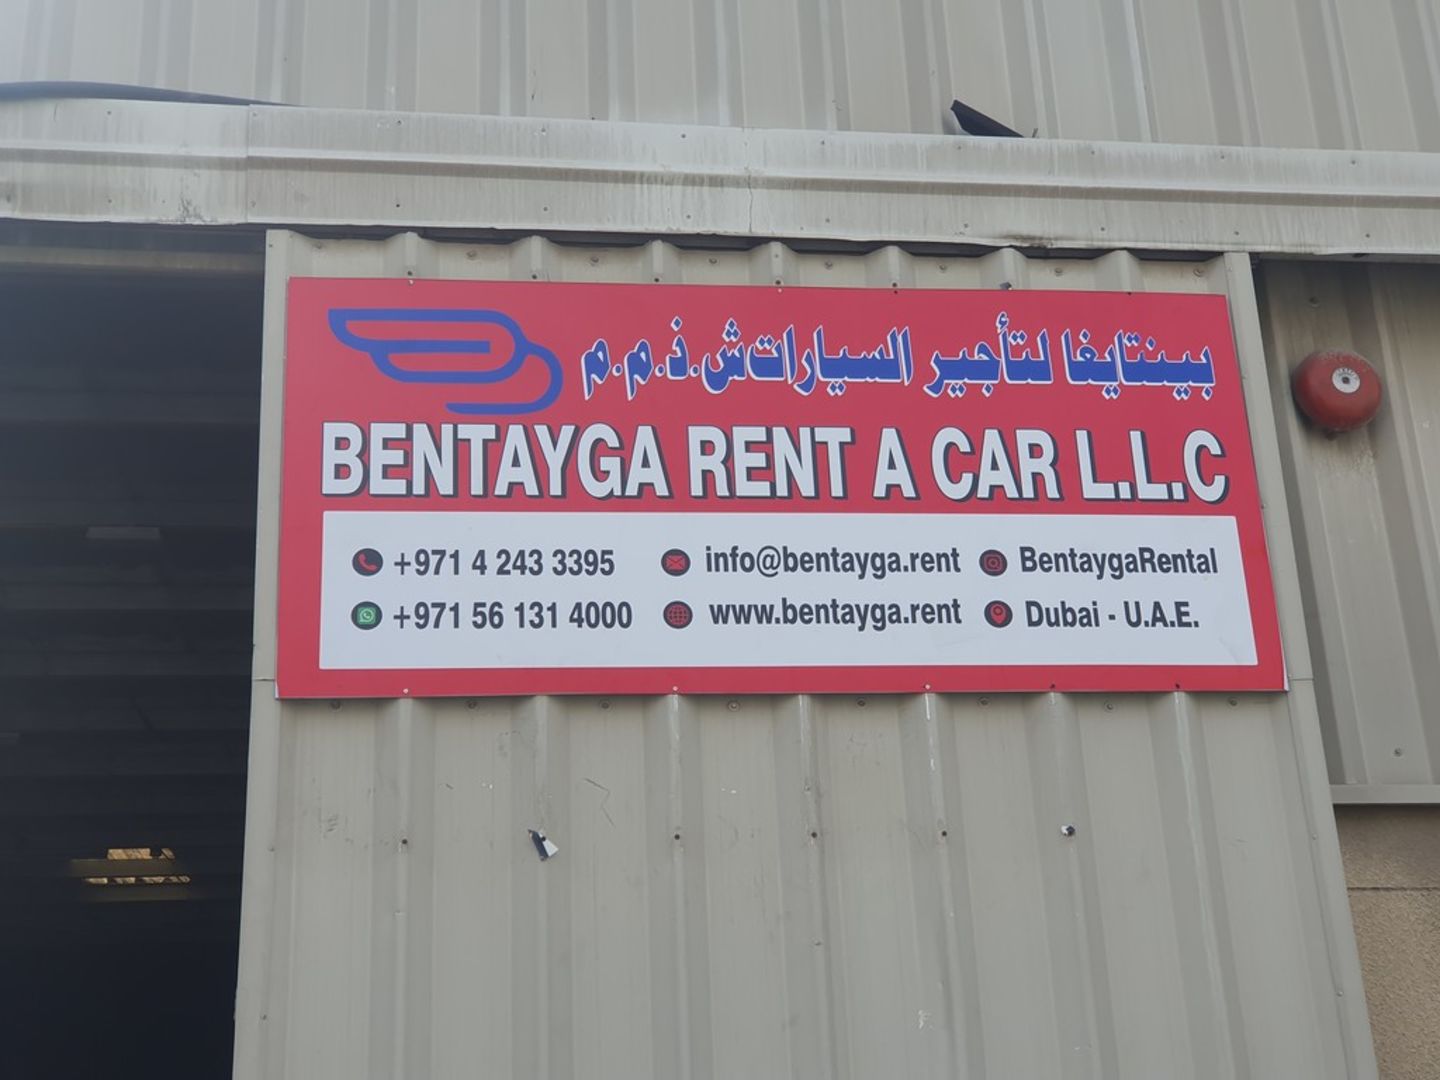 بينتايغا لتأجير السيارات ش.ذ.م.م
BENTAYGA RENT A CAR L.L.C
+971 4 243 3395 info@bentayga.rent BentaygaRental
+971 56 131 4000 www.bentayga.rent Dubai - U.A.E.